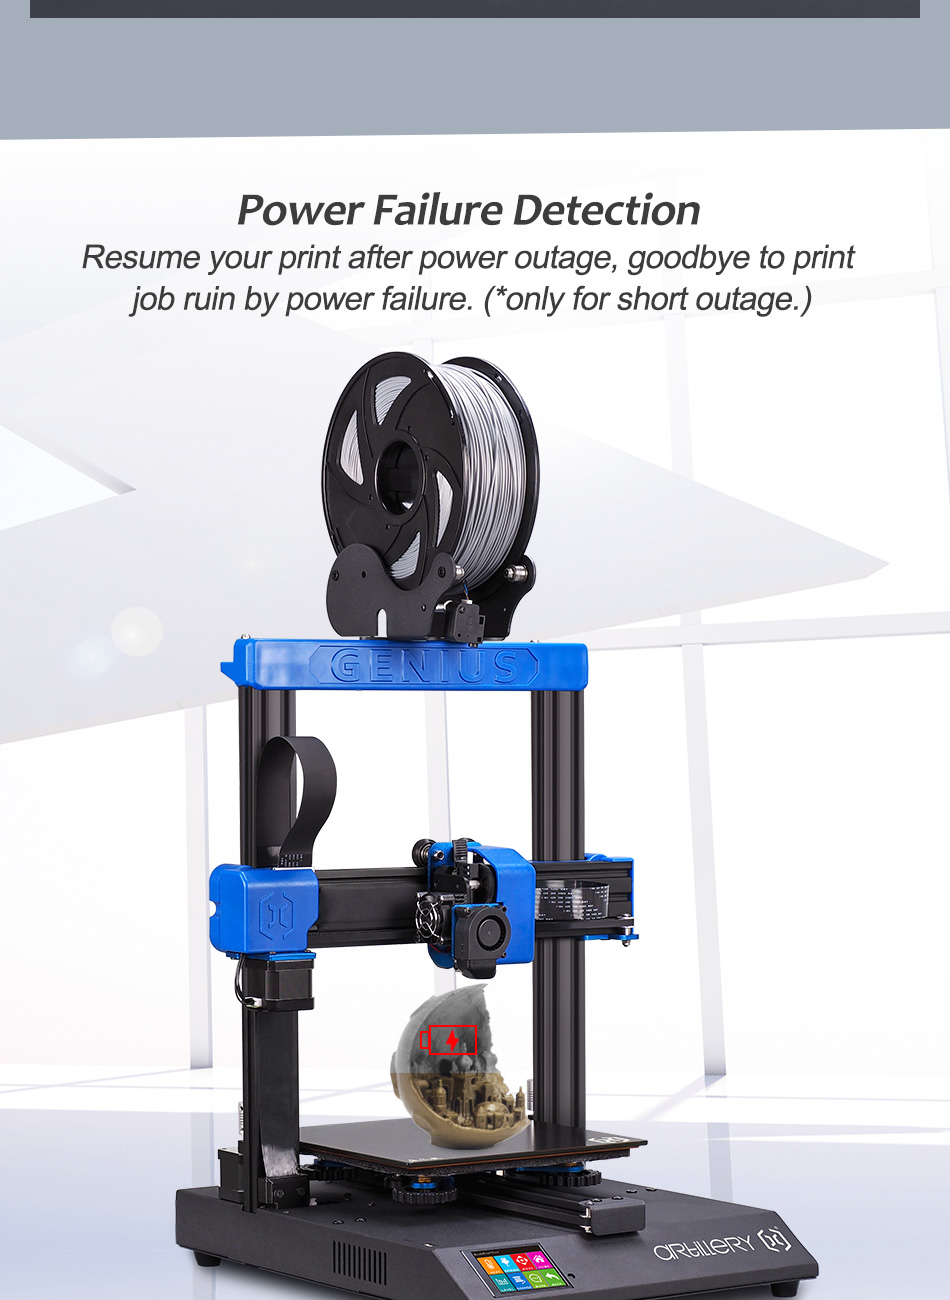 Power Failure Detection
Resume your print after power outage, goodbye to print
job ruin by power failure. (*only for short outage.)
GENIUS
ARTILLERY